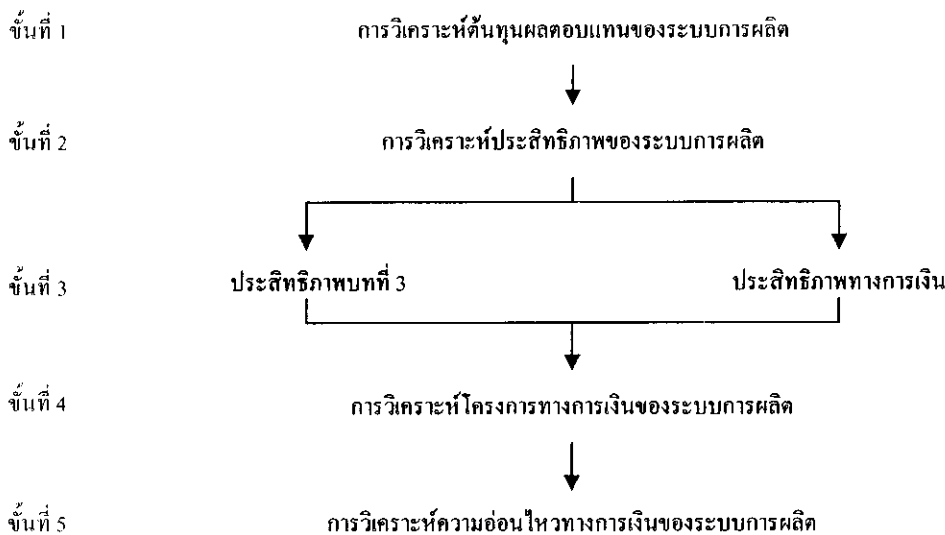 ขั้นที่ 1 การวิเคราะห์ต้นทุนผลตอบแทนของระบบการผลิต
ขั้นที่ 2 การวิเคราะห์ประสิทธิภาพของระบบการผลิต
ขั้นที่ 3 ประสิทธิภาพบทที่ 3 ประสิทธิภาพทางการเงิน
ขั้นที่ 4 การวิเคราะห์โครงการทางการเงินของระบบการผลิต
ขั้นที่ 5 การวิเคราะห์ความอ่อนไหวทางการเงินของระบบการผลิต